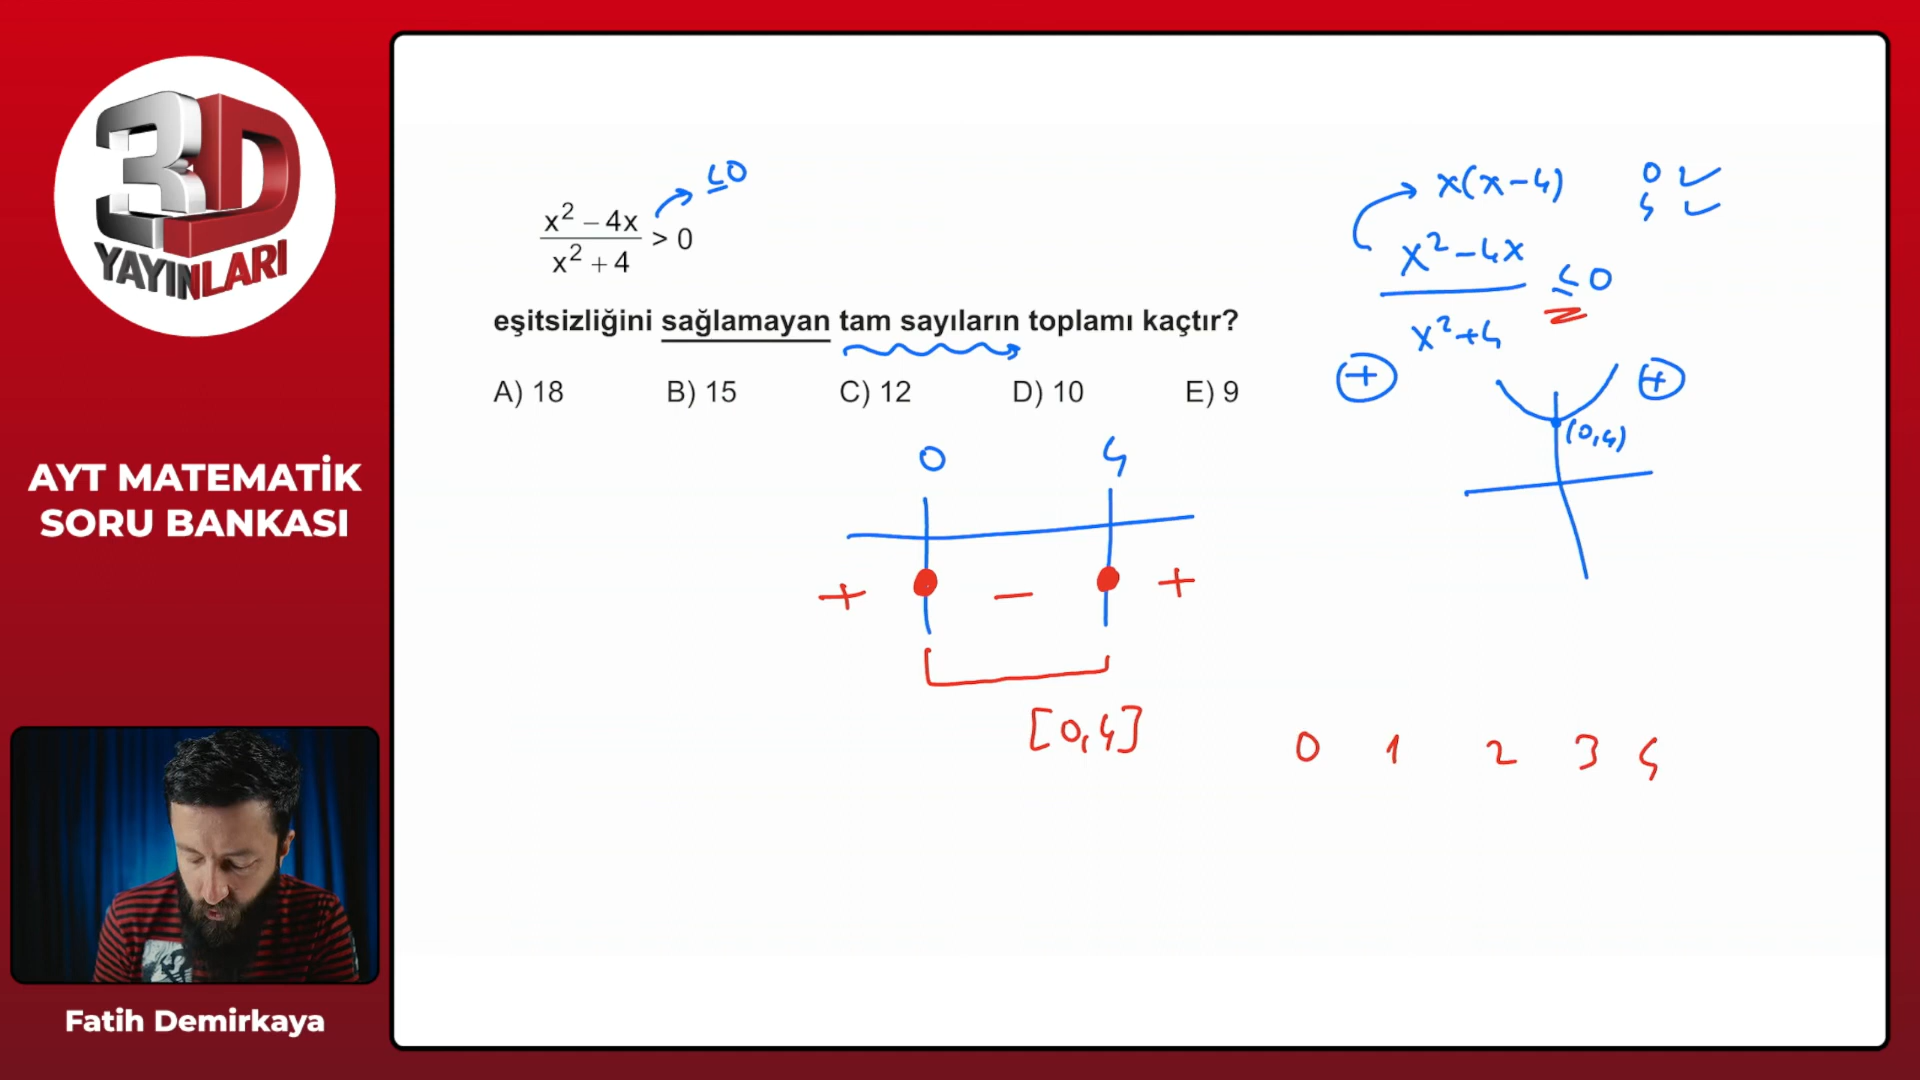 3D
YAYINLARI
AYT MATEMATİK
SORU BANKASI
Fatih Demirkaya
≤0
x² – 4x
x² + 4
> 0
eşitsizliğini sağlamayan tam sayıların toplamı kaçtır?
A) 18 B) 15 C) 12 D) 10 E) 9
x(x-4) 0 ✓
4 ✓
x²-4x
≤0
x²+4
+ +
(0,4)
0 4
+ - +
[0,4]
0 1 2 3 4